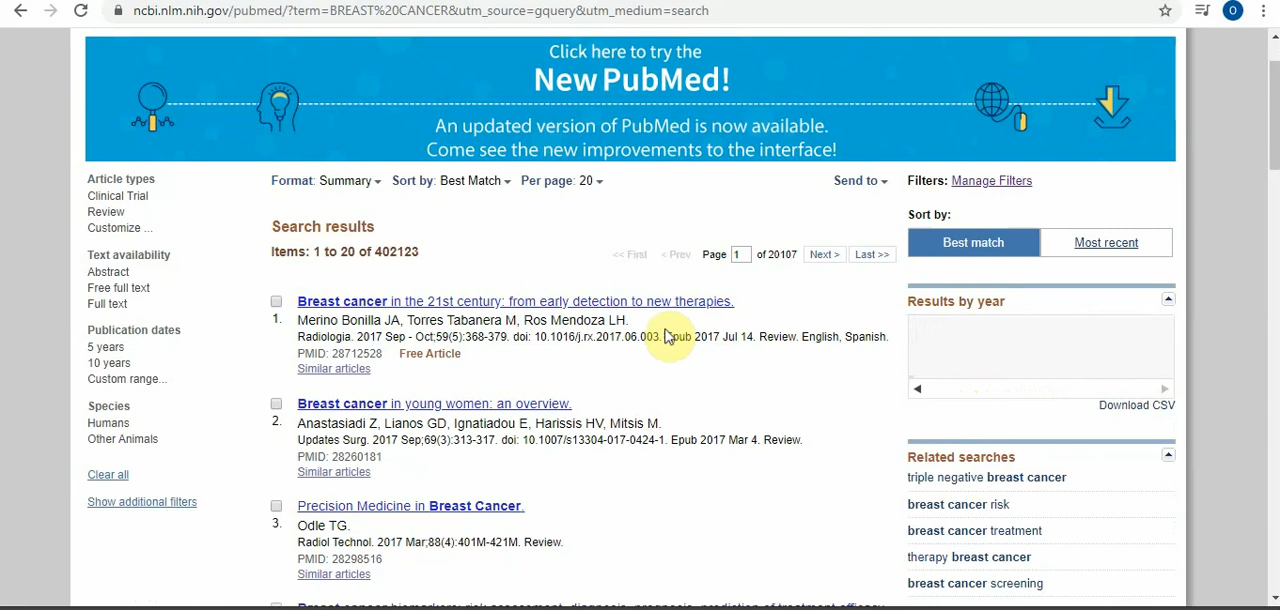 ncbi.nlm.nih.gov/pubmed/?term=BREAST%20CANCER&utm_source=gquery&utm_medium=search
O
Click here to try the
New PubMed!
An updated version of PubMed is now available.
Come see the new improvements to the interface!
Article types
Clinical Trial
Review
Customize ...
Text availability
Abstract
Free full text
Full text
Publication dates
5 years
10 years
Custom range...
Species
Humans
Other Animals
Clear all
Show additional filters
Format: Summary Sort by: Best Match Per page: 20 Send to
Search results
Items: 1 to 20 of 402123
<< First < Prev Page 1 of 20107 Next > Last >>
Breast cancer in the 21st century: from early detection to new therapies.
1. Merino Bonilla JA, Torres Tabanera M, Ros Mendoza LH.
Radiologia. 2017 Sep - Oct;59(5):368-379. doi: 10.1016/j.rx.2017.06.003. Epub 2017 Jul 14. Review. English, Spanish.
PMID: 28712528 Free Article
Similar articles
Breast cancer in young women: an overview.
2. Anastasiadi Z, Lianos GD, Ignatiadou E, Harissis HV, Mitsis M.
Updates Surg. 2017 Sep;69(3):313-317. doi: 10.1007/s13304-017-0424-1. Epub 2017 Mar 4. Review.
PMID: 28260181
Similar articles
Precision Medicine in Breast Cancer.
3. Odle TG.
Radiol Technol. 2017 Mar;88(4):401M-421M. Review.
PMID: 28298516
Similar articles
Breast cancer biomarkers: risk assessment, diagnosis, prognosis, prediction of treatment efficacy
Filters: Manage Filters
Sort by:
Best match Most recent
Results by year
Download CSV
Related searches
triple negative breast cancer
breast cancer risk
breast cancer treatment
therapy breast cancer
breast cancer screening